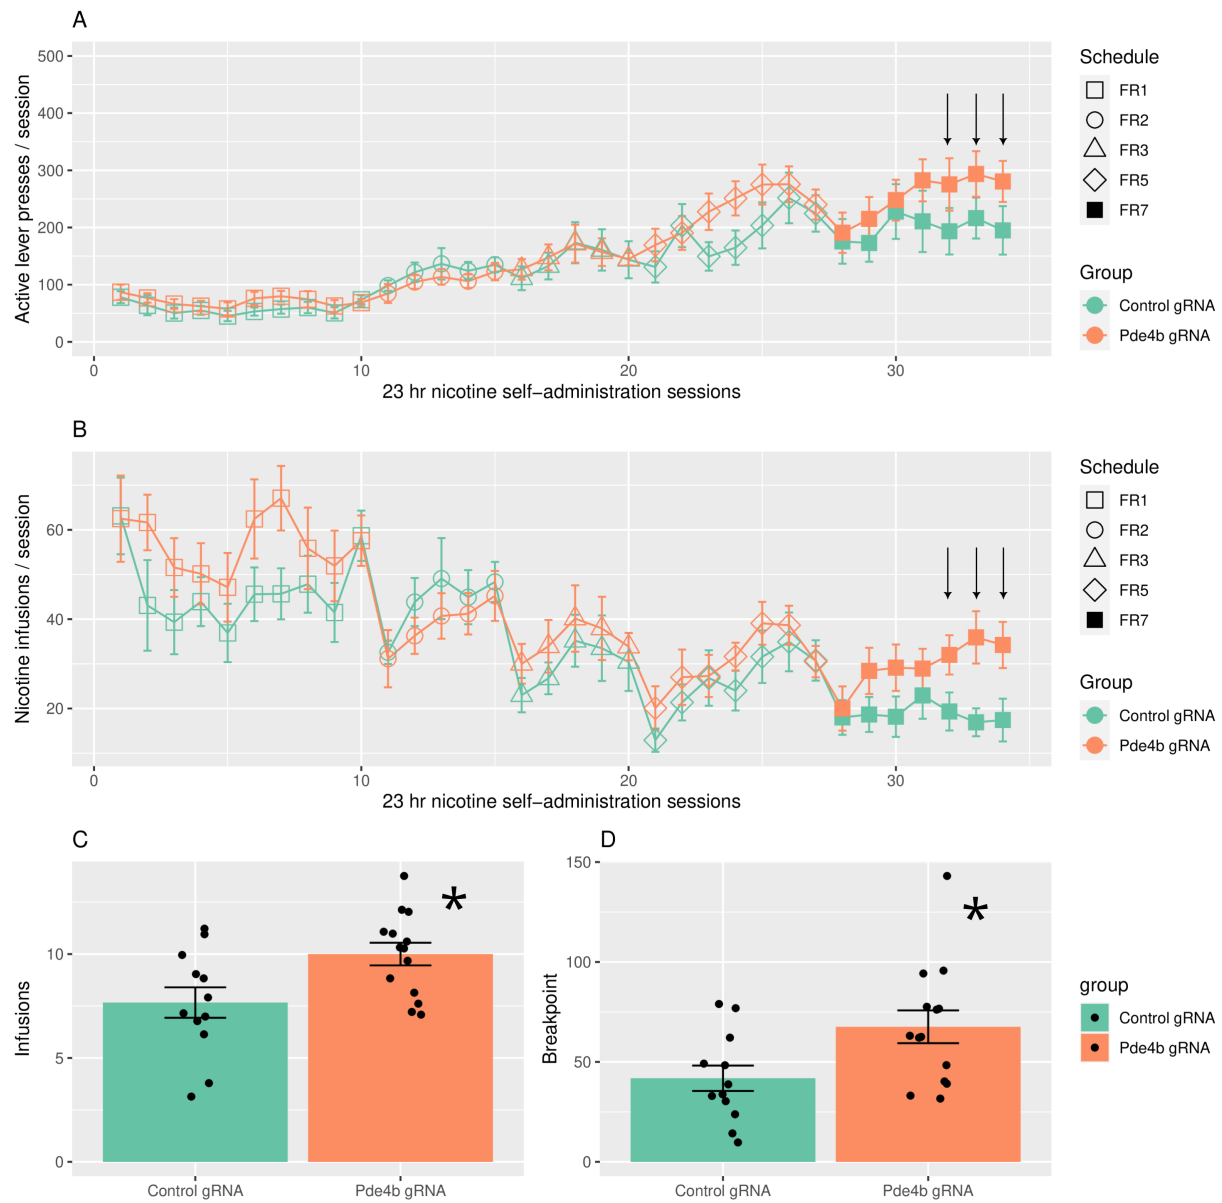 A
Active lever presses / session
500
400
300
200
100
0
0
10
20
30
23 hr nicotine self−administration sessions
Schedule
FR1
FR2
FR3
FR5
FR7
Group
Control gRNA
Pde4b gRNA
B
Nicotine infusions / session
60
40
20
0
10
20
30
23 hr nicotine self−administration sessions
Schedule
FR1
FR2
FR3
FR5
FR7
Group
Control gRNA
Pde4b gRNA
C
Infusions
10
5
0
*
Control gRNA
Pde4b gRNA
D
Breakpoint
150
100
50
0
*
Control gRNA
Pde4b gRNA
group
Control gRNA
Pde4b gRNA